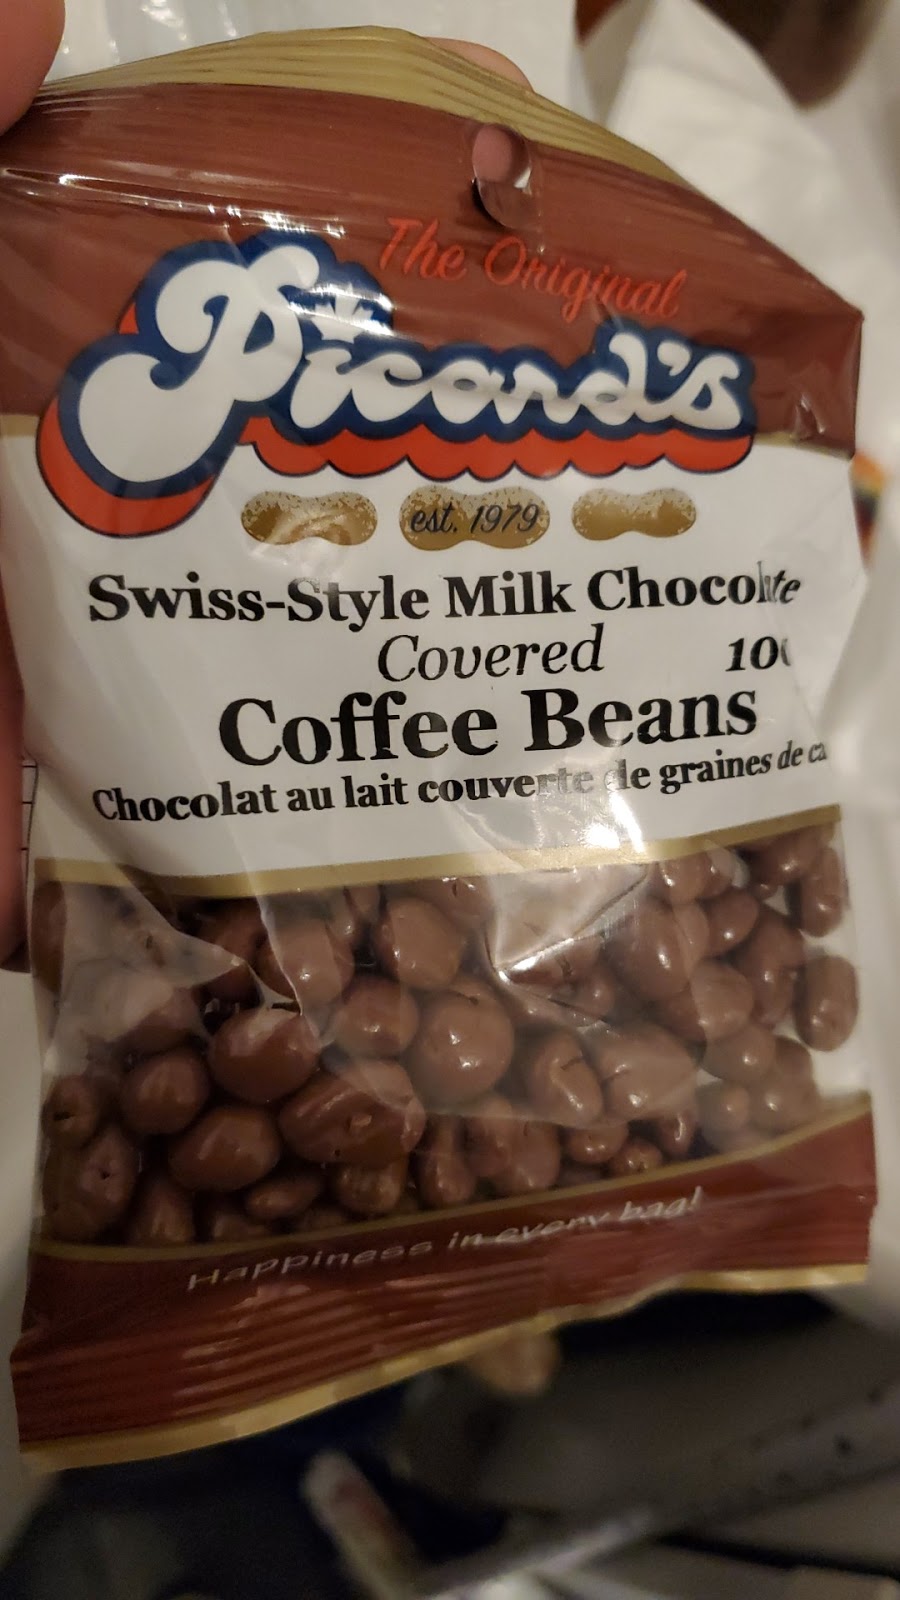 The Original
Picard's
est. 1979
Swiss-Style Milk Chocolate
Covered
Coffee Beans
Chocolat au lait couverte de graines de
Happiness in every bag!